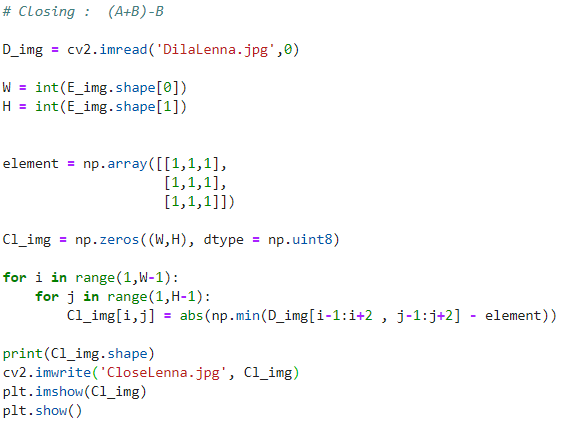 # Closing :  (A+B)-B
D_img = cv2.imread('DilaLenna.jpg',0)
W = int(E_img.shape[0])
H = int(E_img.shape[1])
element = np.array([[1,1,1],
                    [1,1,1],
                    [1,1,1]])
Cl_img = np.zeros((W,H), dtype = np.uint8)
for i in range(1,W-1):
    for j in range(1,H-1):
        Cl_img[i,j] = abs(np.min(D_img[i-1:i+2 , j-1:j+2] - element))
print(Cl_img.shape)
cv2.imwrite('CloseLenna.jpg', Cl_img)
plt.imshow(Cl_img)
plt.show()